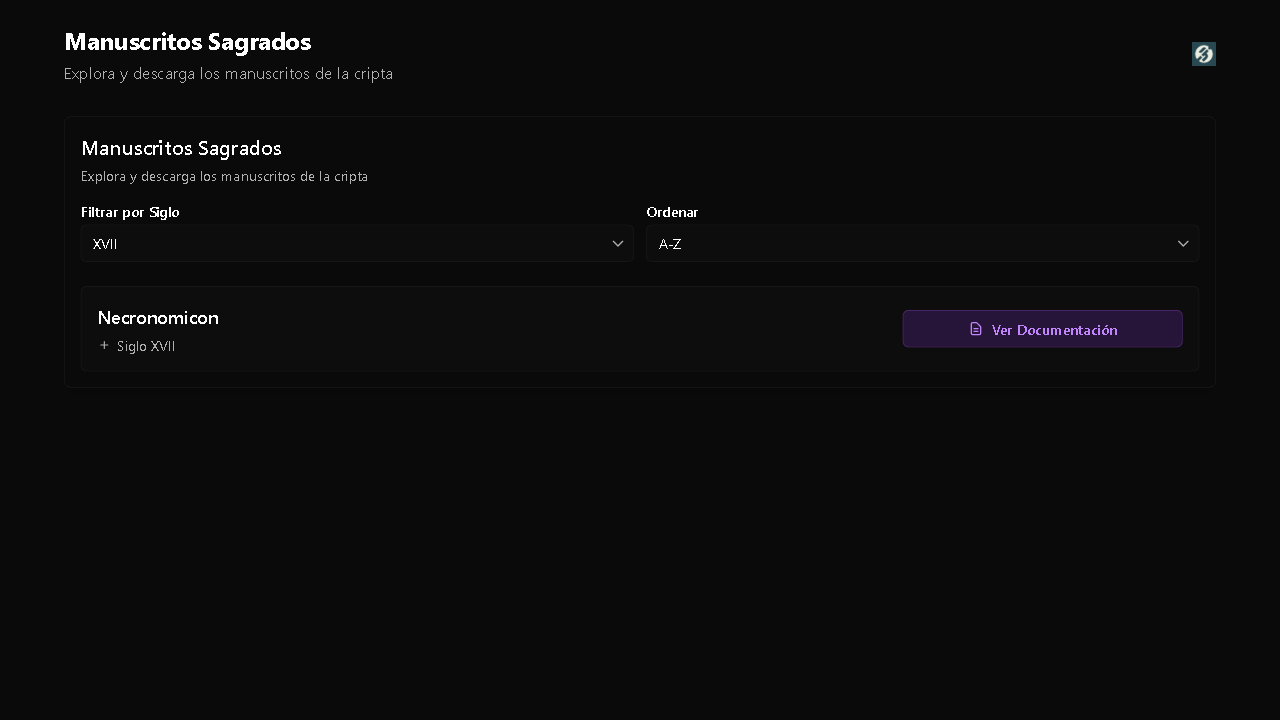 Manuscritos Sagrados
Explora y descarga los manuscritos de la cripta
Manuscritos Sagrados
Explora y descarga los manuscritos de la cripta
Filtrar por Siglo
XVII
Ordenar
A-Z
Necronomicon
Siglo XVII
Ver Documentación